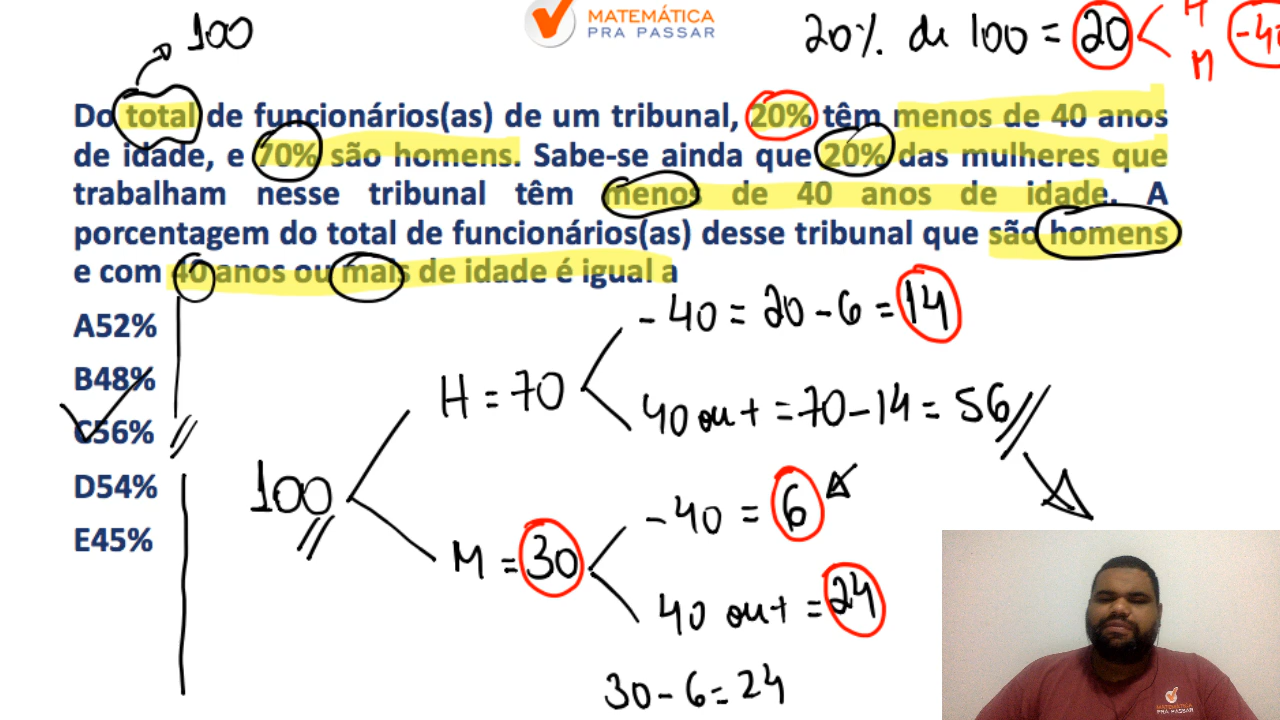 100
MATEMÁTICA
PRA PASSAR
20% de 100 = 20 < H
M
-40
Do total de funcionários(as) de um tribunal, 20% têm menos de 40 anos
de idade, e 70% são homens. Sabe-se ainda que 20% das mulheres que
trabalham nesse tribunal têm menos de 40 anos de idade. A
porcentagem do total de funcionários(as) desse tribunal que são homens
e com 40 anos ou mais de idade é igual a
A52%
B48%
C56%
D54%
E45%
100
H = 70
-40 = 20-6 = 14
40 ou + = 70-14 = 56
M = 30
-40 = 6
40 ou + = 24
30-6=24
MATEMÁTICA
PRA PASSAR